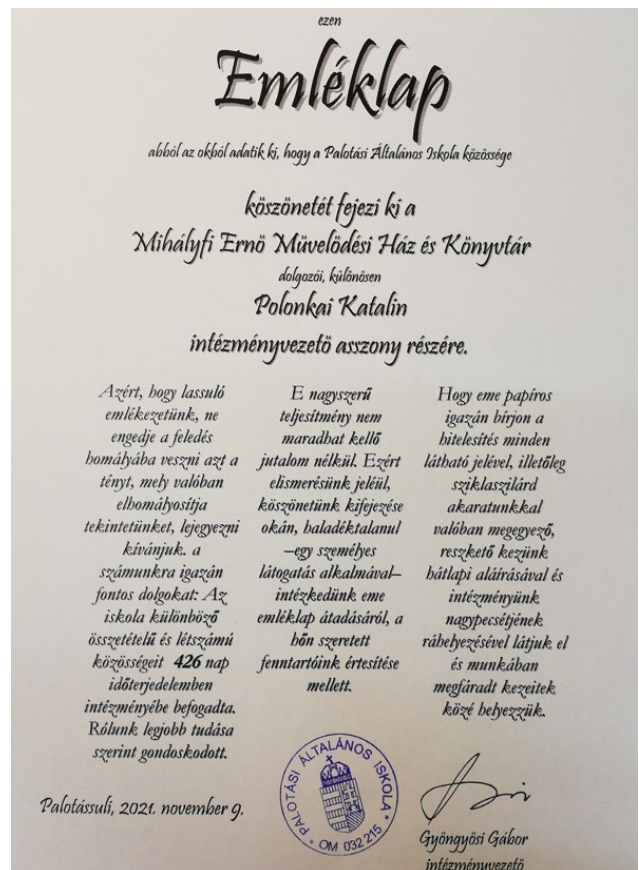 ezen
Emléklap
abból az okból adatik ki, hogy a Palotási Általános Iskola közössége
köszönetét fejezi ki a
Mihályfi Ernö Müvelödési Ház és Könyvtár
dolgozói, különösen
Polonkai Katalin
intézményvezetö asszony részére.
Azért, hogy lassuló
emlékezetünk, ne
engedje a feledés
homályába veszni azt a
tényt, mely valóban
elhomályosítja
tekintetünket, lejegyezni
kívánjuk. a
számunkra igazán
fontos dolgokat: Az
iskola különböző
összetételű és létszámú
közösségeit 426 nap
időterjedelemben
intézményébe befogadta.
Rólunk legjobb tudása
szerint gondoskodott.
E nagyszerű
teljesítmény nem
maradhat kellő
jutalom nélkül. Ezért
elismerésünk jeléül,
köszönetünk kifejezése
okán, haladéktalanul
–egy személyes
látogatás alkalmával–
intézkedünk eme
emléklap átadásáról, a
hőn szeretett
fenntartóink értesítése
mellett.
Hogy eme papíros
igazán bírjon a
hitelesítés minden
látható jelével, illetőleg
sziklaszilárd
akaratunkkal
valóban megegyező,
reszkető kezünk
hátlapi aláírásával és
intézményünk
nagypecsétjének
ráhelyezésével látjuk el
és munkában
megfáradt kezeitek
közé helyezzük.
PALOTÁSI ÁLTALÁNOS ISKOLA
OM 032215
Palotássuli, 2021. november 9.
Gyöngyösi Gábor
intézményvezetö